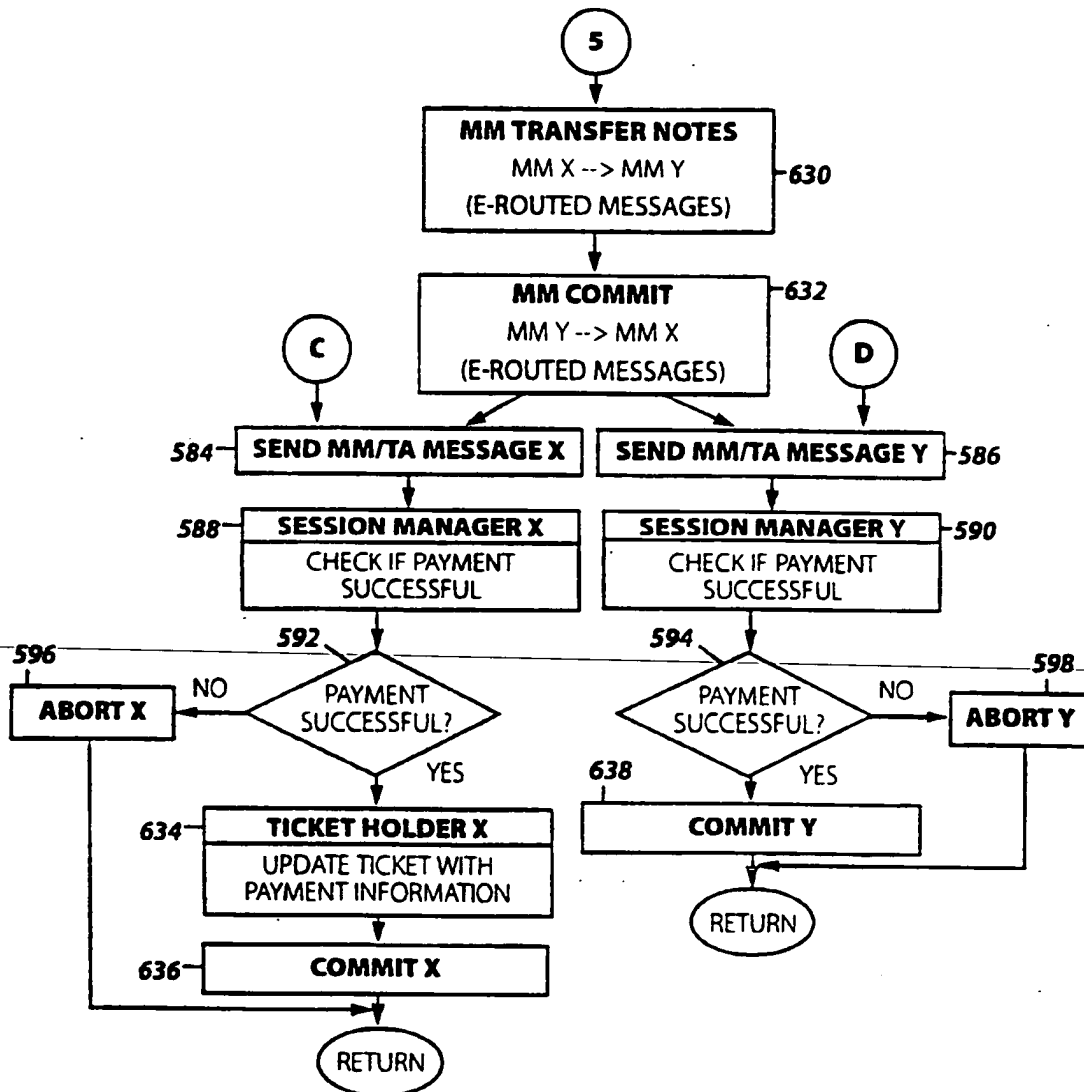 5
MM TRANSFER NOTES
MM X --> MM Y
(E-ROUTED MESSAGES)
630
MM COMMIT
MM Y --> MM X
(E-ROUTED MESSAGES)
632
C
D
584
SEND MM/TA MESSAGE X
SEND MM/TA MESSAGE Y
586
588
SESSION MANAGER X
CHECK IF PAYMENT
SUCCESSFUL
SESSION MANAGER Y
CHECK IF PAYMENT
SUCCESSFUL
590
592
594
596
ABORT X
NO
PAYMENT
SUCCESSFUL?
YES
PAYMENT
SUCCESSFUL?
NO
YES
598
ABORT Y
634
TICKET HOLDER X
UPDATE TICKET WITH
PAYMENT INFORMATION
638
COMMIT Y
RETURN
636
COMMIT X
RETURN